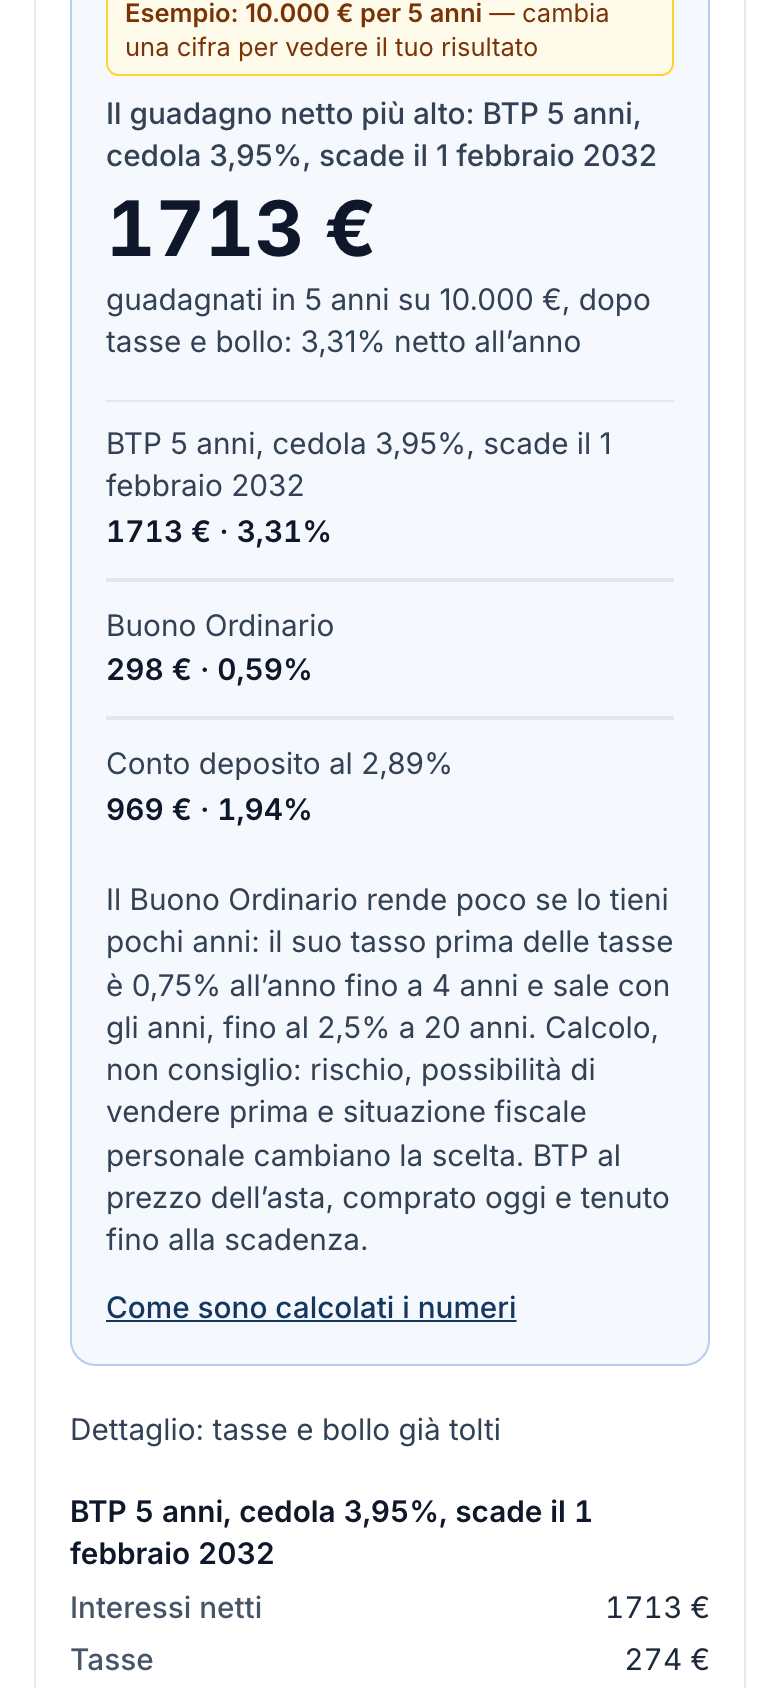 Esempio: 10.000 € per 5 anni — cambia
una cifra per vedere il tuo risultato
Il guadagno netto più alto: BTP 5 anni,
cedola 3,95%, scade il 1 febbraio 2032
1713 €
guadagnati in 5 anni su 10.000 €, dopo
tasse e bollo: 3,31% netto all’anno
BTP 5 anni, cedola 3,95%, scade il 1
febbraio 2032
1713 € · 3,31%
Buono Ordinario
298 € · 0,59%
Conto deposito al 2,89%
969 € · 1,94%
Il Buono Ordinario rende poco se lo tieni
pochi anni: il suo tasso prima delle tasse
è 0,75% all’anno fino a 4 anni e sale con
gli anni, fino al 2,5% a 20 anni. Calcolo,
non consiglio: rischio, possibilità di
vendere prima e situazione fiscale
personale cambiano la scelta. BTP al
prezzo dell’asta, comprato oggi e tenuto
fino alla scadenza.
Come sono calcolati i numeri
Dettaglio: tasse e bollo già tolti
BTP 5 anni, cedola 3,95%, scade il 1
febbraio 2032
Interessi netti 1713 €
Tasse 274 €